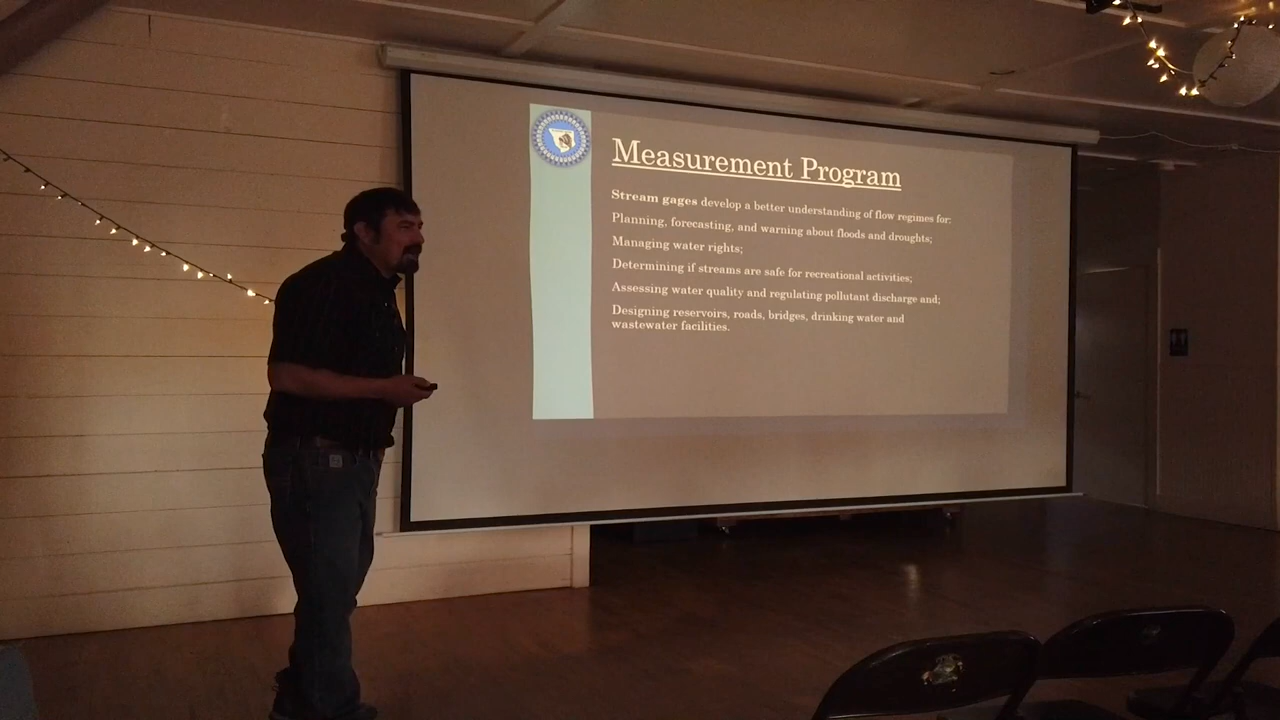 Measurement Program
Stream gages develop a better understanding of flow regimes for:
Planning, forecasting, and warning about floods and droughts;
Managing water rights;
Determining if streams are safe for recreational activities;
Assessing water quality and regulating pollutant discharge and;
Designing reservoirs, roads, bridges, drinking water and
wastewater facilities.